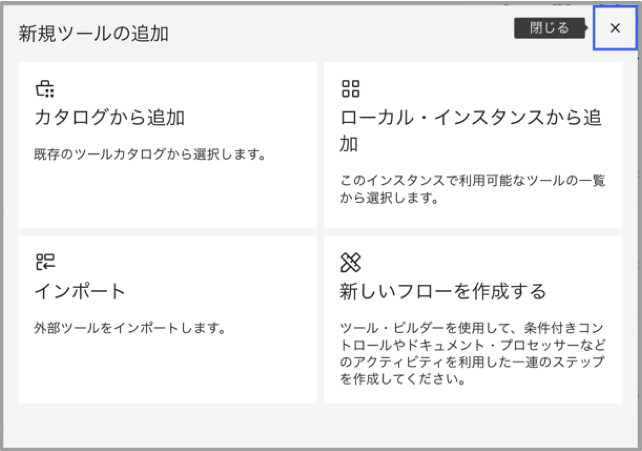 新規ツールの追加
閉じる
カタログから追加
既存のツールカタログから選択します。
ローカル・インスタンスから追
加
このインスタンスで利用可能なツールの一覧
から選択します。
インポート
外部ツールをインポートします。
新しいフローを作成する
ツール・ビルダーを使用して、条件付きコン
トロールやドキュメント・プロセッサーなど
のアクティビティを利用した一連のステップ
を作成してください。